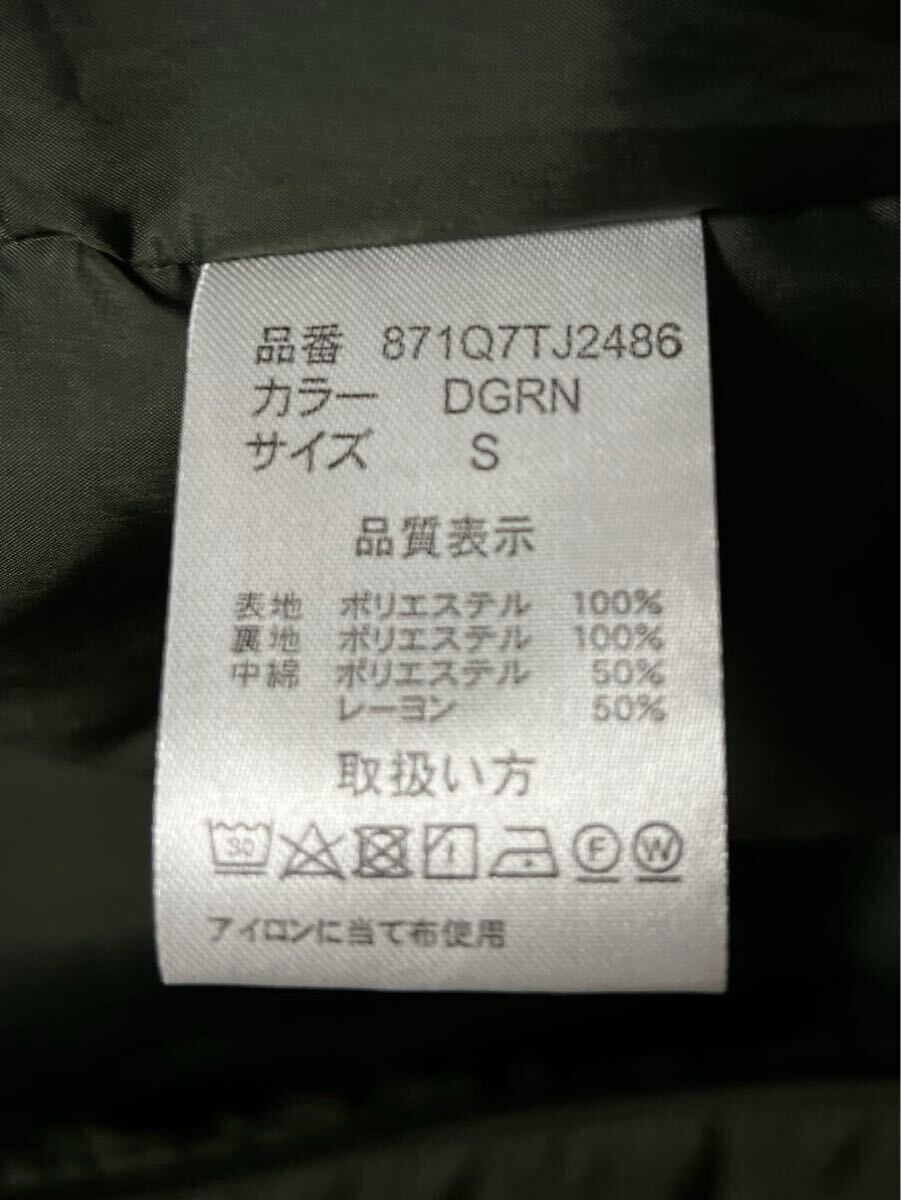 品番 871Q7TJ2486
カラー DGRN
サイズ S
品質表示
表地 ポリエステル 100%
裏地 ポリエステル 100%
中綿 ポリエステル 50%
レーヨン 50%
取扱い方
30 F W
アイロンに当て布使用